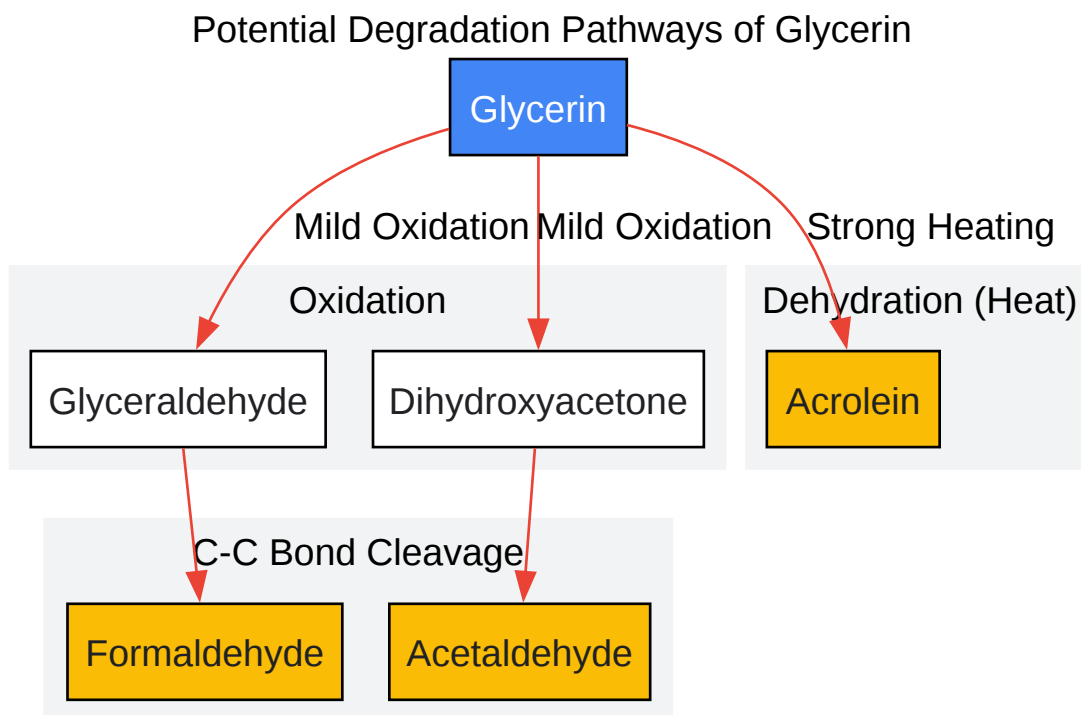 Potential Degradation Pathways of Glycerin
Glycerin
Mild Oxidation
Mild Oxidation
Strong Heating
Oxidation
Dehydration (Heat)
Glyceraldehyde
Dihydroxyacetone
Acrolein
C-C Bond Cleavage
Formaldehyde
Acetaldehyde